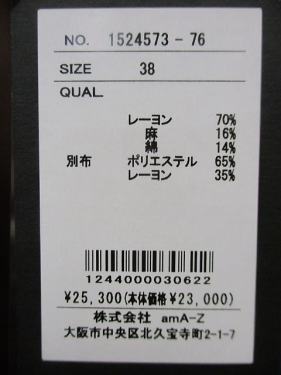 NO. 1524573-76
SIZE 38
QUAL
レーヨン 70%
麻 16%
綿 14%
別布 ポリエステル 65%
レーヨン 35%
1244000030622
¥25,300(本体価格¥23,000)
株式会社 amA-Z
大阪市中央区北久宝寺町2-1-7